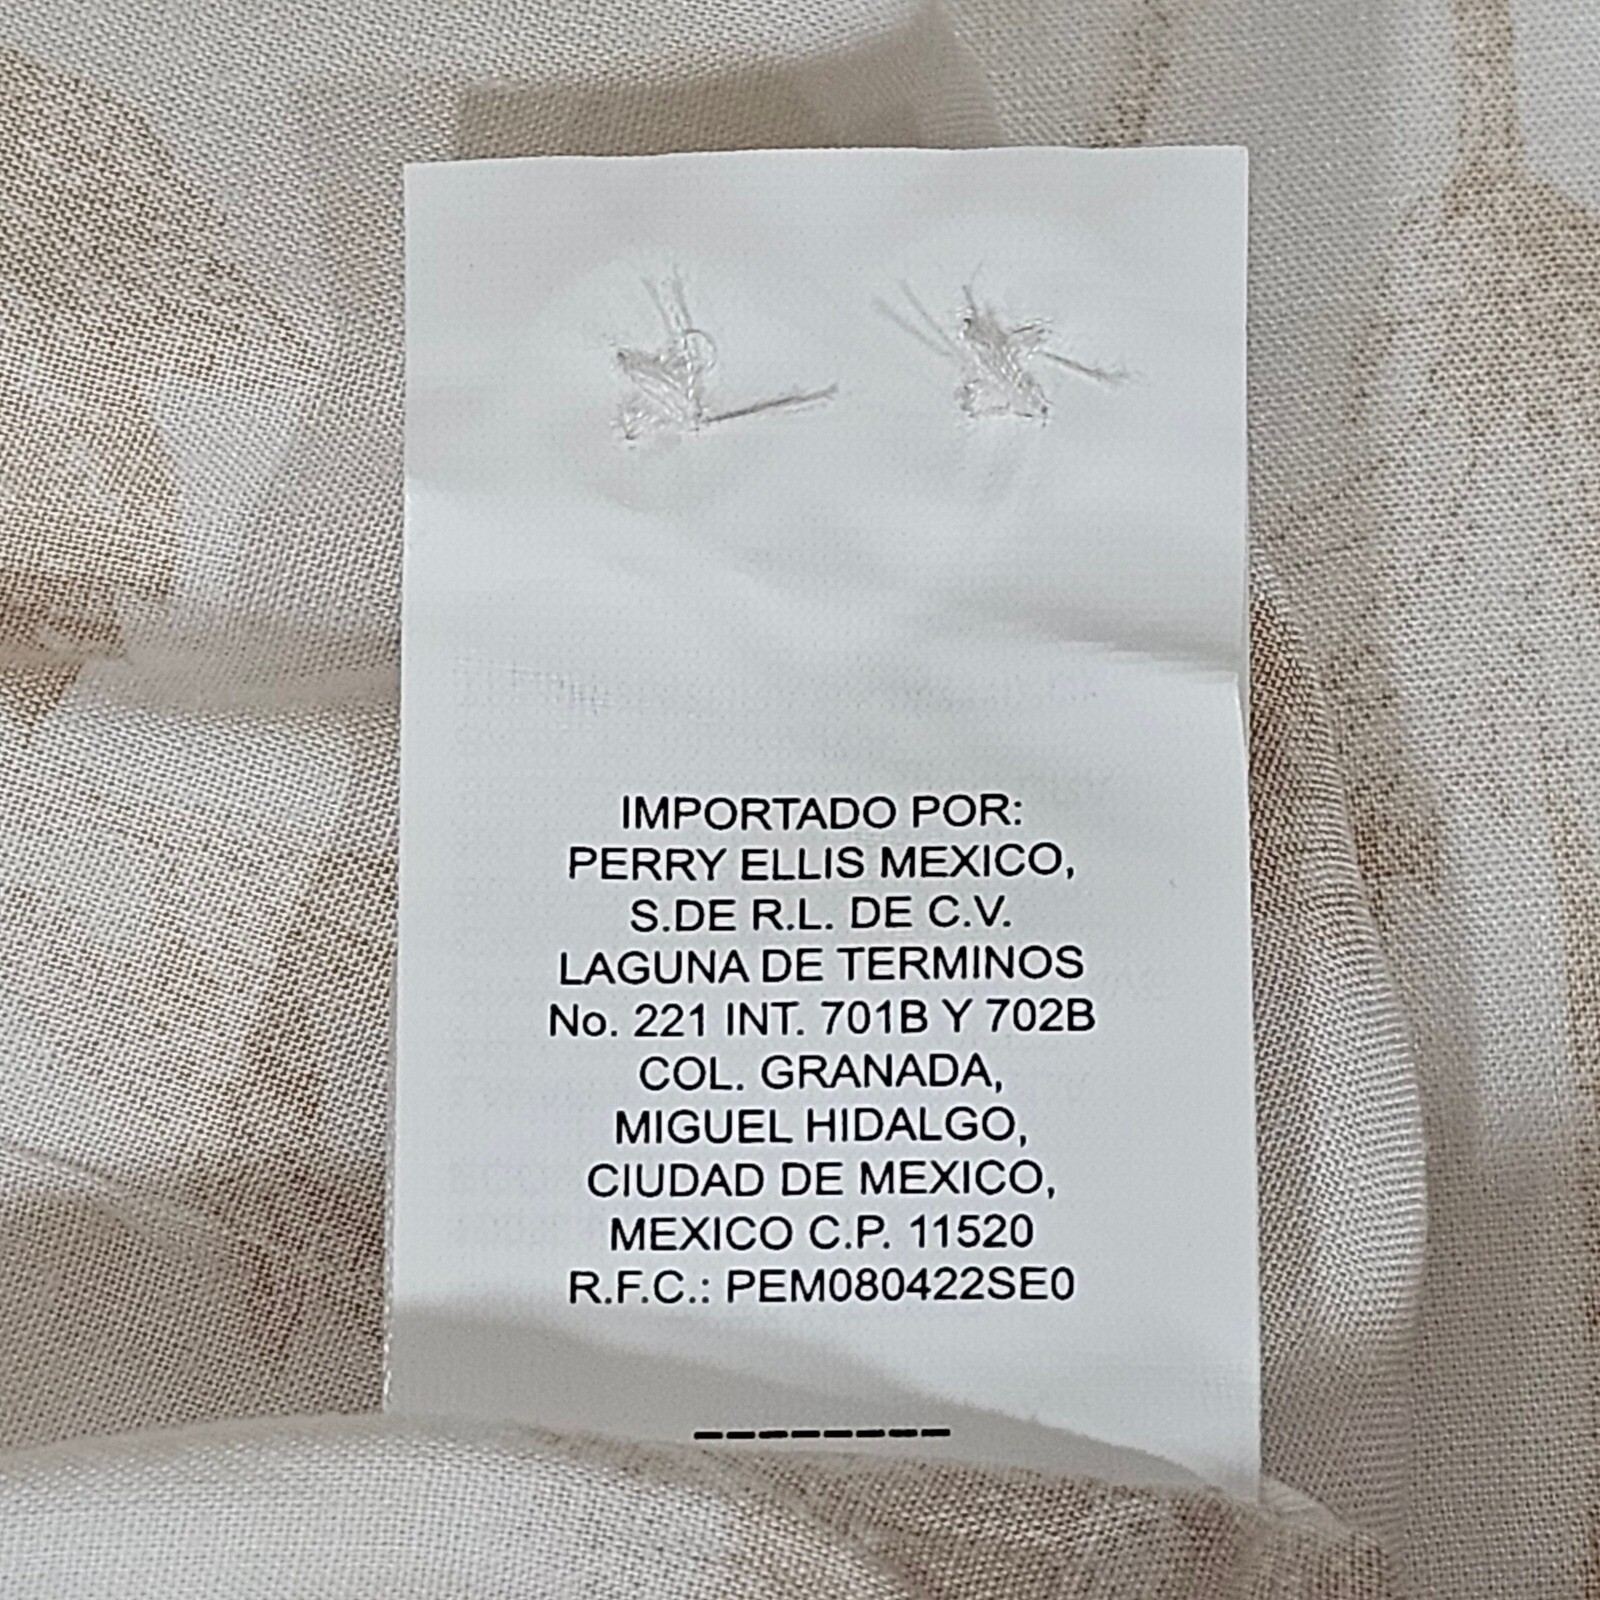 IMPORTADO POR:
PERRY ELLIS MEXICO,
S.DE R.L. DE C.V.
LAGUNA DE TERMINOS
No. 221 INT. 701B Y 702B
COL. GRANADA,
MIGUEL HIDALGO,
CIUDAD DE MEXICO,
MEXICO C.P. 11520
R.F.C.: PEM080422SE0